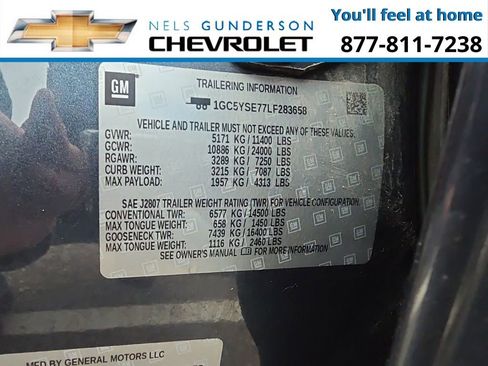 NELS GUNDERSON
CHEVROLET
You'll feel at home
877-811-7238
GM
TRAILERING INFORMATION
1GC5YSE77LF283658
VEHICLE AND TRAILER MUST NOT EXCEED ANY LIMITATIONS
GVWR: 5171 KG/11400 LBS
GCWR: 10886 KG/24000 LBS
RGAWR: 3289 KG/ 7250 LBS
CURB WEIGHT: 3215 KG/ 7087 LBS
MAX PAYLOAD: 1957 KG/ 4313 LBS
SAE J2807 TRAILER WEIGHT RATING (TWR) FOR VEHICLE CONFIGURATION:
CONVENTIONAL TWR: 6577 KG/14500 LBS
MAX TONGUE WEIGHT: 658 KG/ 1450 LBS
GOOSENECK TWR: 7439 KG/16400 LBS
MAX TONGUE WEIGHT: 1116 KG/ 2460 LBS
SEE OWNER'S MANUAL FOR MORE INFORMATION
MFD BY GENERAL MOTORS LLC